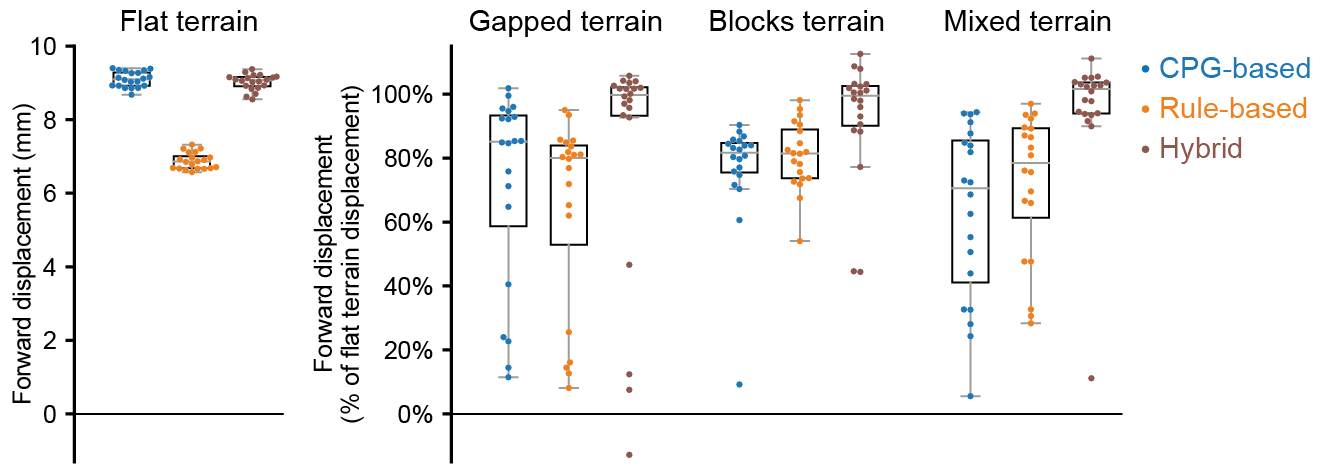 Flat terrain
Gapped terrain
Blocks terrain
Mixed terrain
Forward displacement (mm)
10
8
6
4
2
0
Forward displacement
(% of flat terrain displacement)
100%
80%
60%
40%
20%
0%
CPG-based
Rule-based
Hybrid